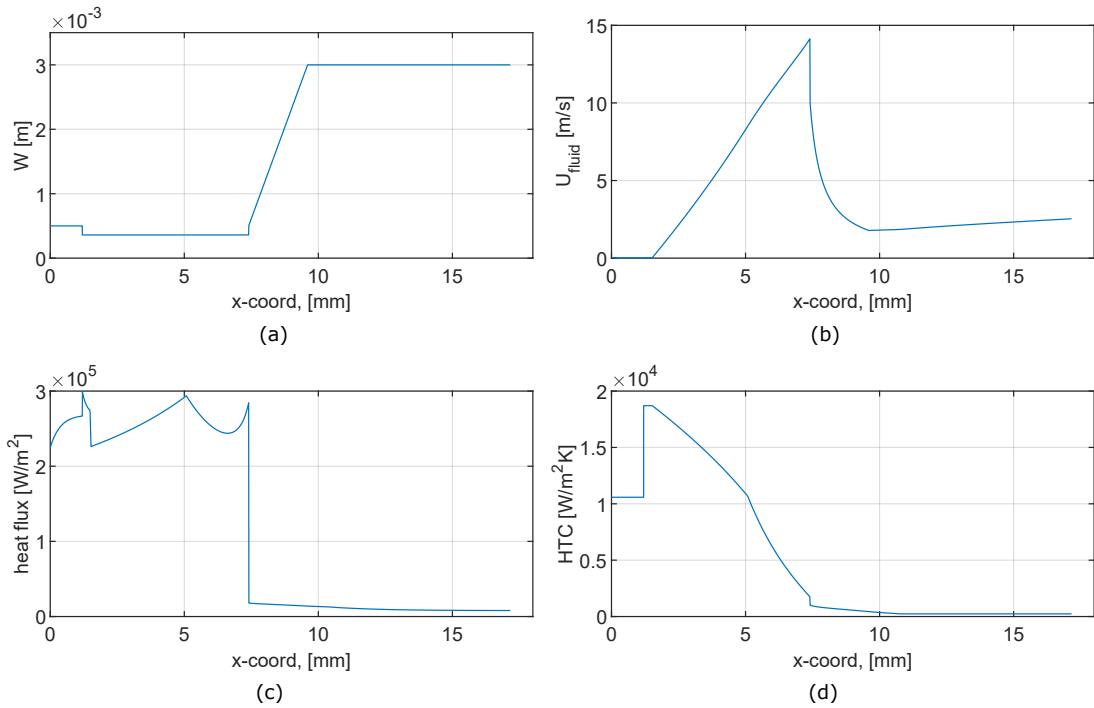 ×10⁻³
3
2
1
0
W [m]
0 5 10 15
x-coord, [mm]
(a)
15
10
5
0
U_fluid [m/s]
0 5 10 15
x-coord, [mm]
(b)
×10⁵
3
2
1
0
heat flux [W/m²]
0 5 10 15
x-coord, [mm]
(c)
×10⁴
2
1.5
1
0.5
0
HTC [W/m²K]
0 5 10 15
x-coord, [mm]
(d)